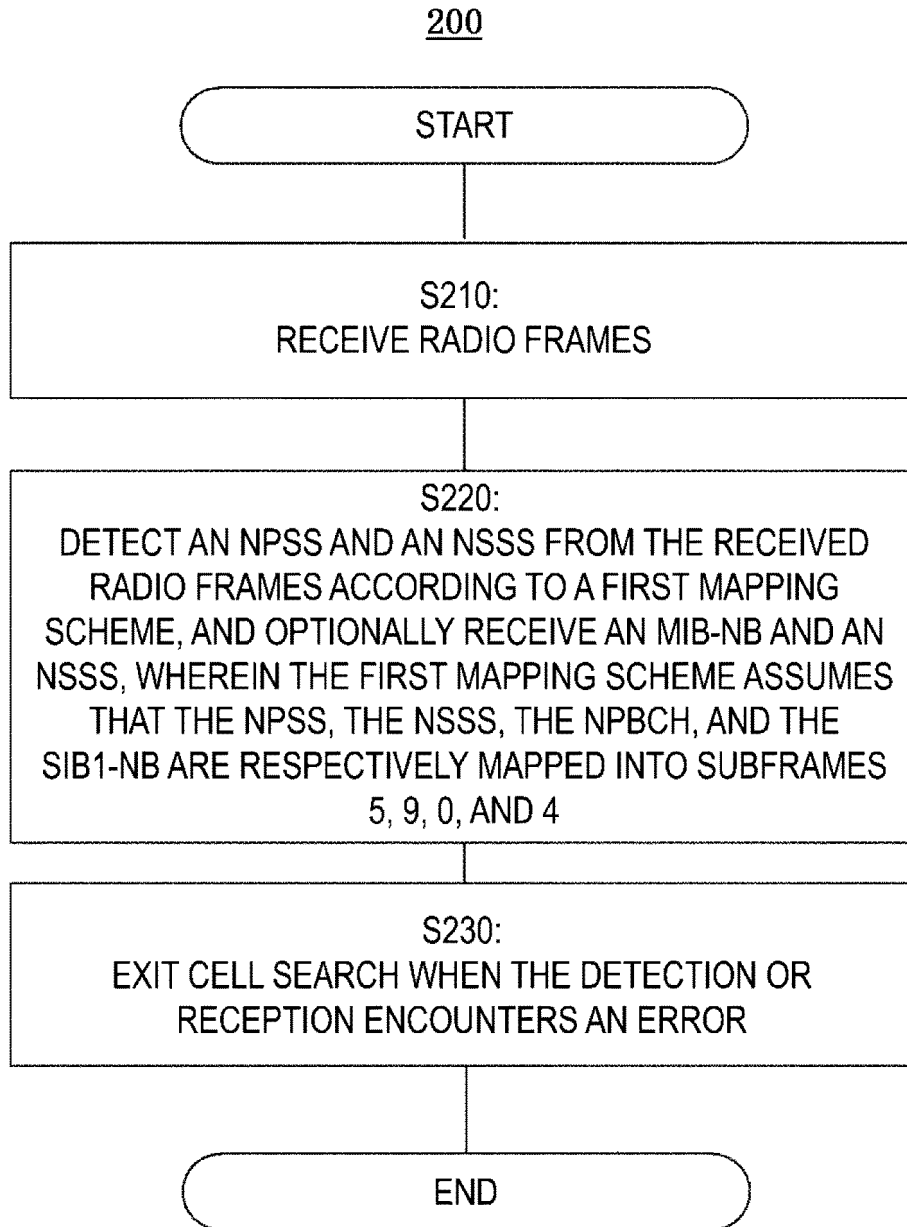 200
START
S210:
RECEIVE RADIO FRAMES
S220:
DETECT AN NPSS AND AN NSSS FROM THE RECEIVED
RADIO FRAMES ACCORDING TO A FIRST MAPPING
SCHEME, AND OPTIONALLY RECEIVE AN MIB-NB AND AN
NSSS, WHEREIN THE FIRST MAPPING SCHEME ASSUMES
THAT THE NPSS, THE NSSS, THE NPBCH, AND THE
SIB1-NB ARE RESPECTIVELY MAPPED INTO SUBFRAMES
5, 9, 0, AND 4
S230:
EXIT CELL SEARCH WHEN THE DETECTION OR
RECEPTION ENCOUNTERS AN ERROR
END